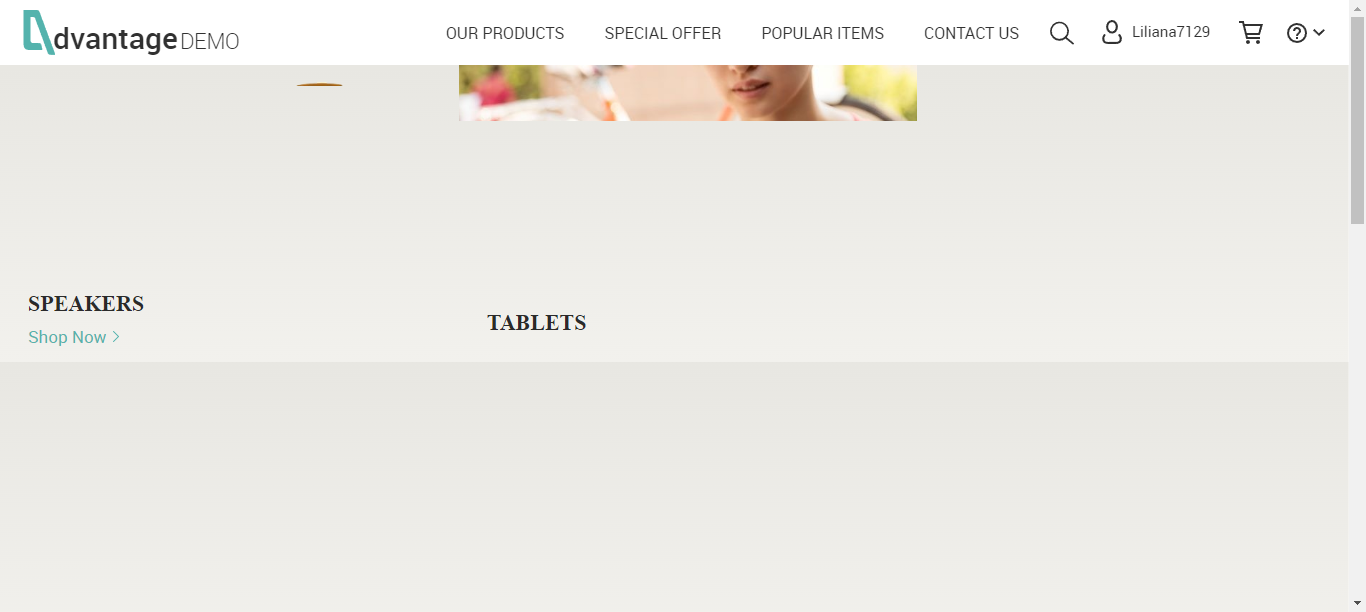 dvantage DEMO
OUR PRODUCTS SPECIAL OFFER POPULAR ITEMS CONTACT US Liliana7129
SPEAKERS
Shop Now
TABLETS